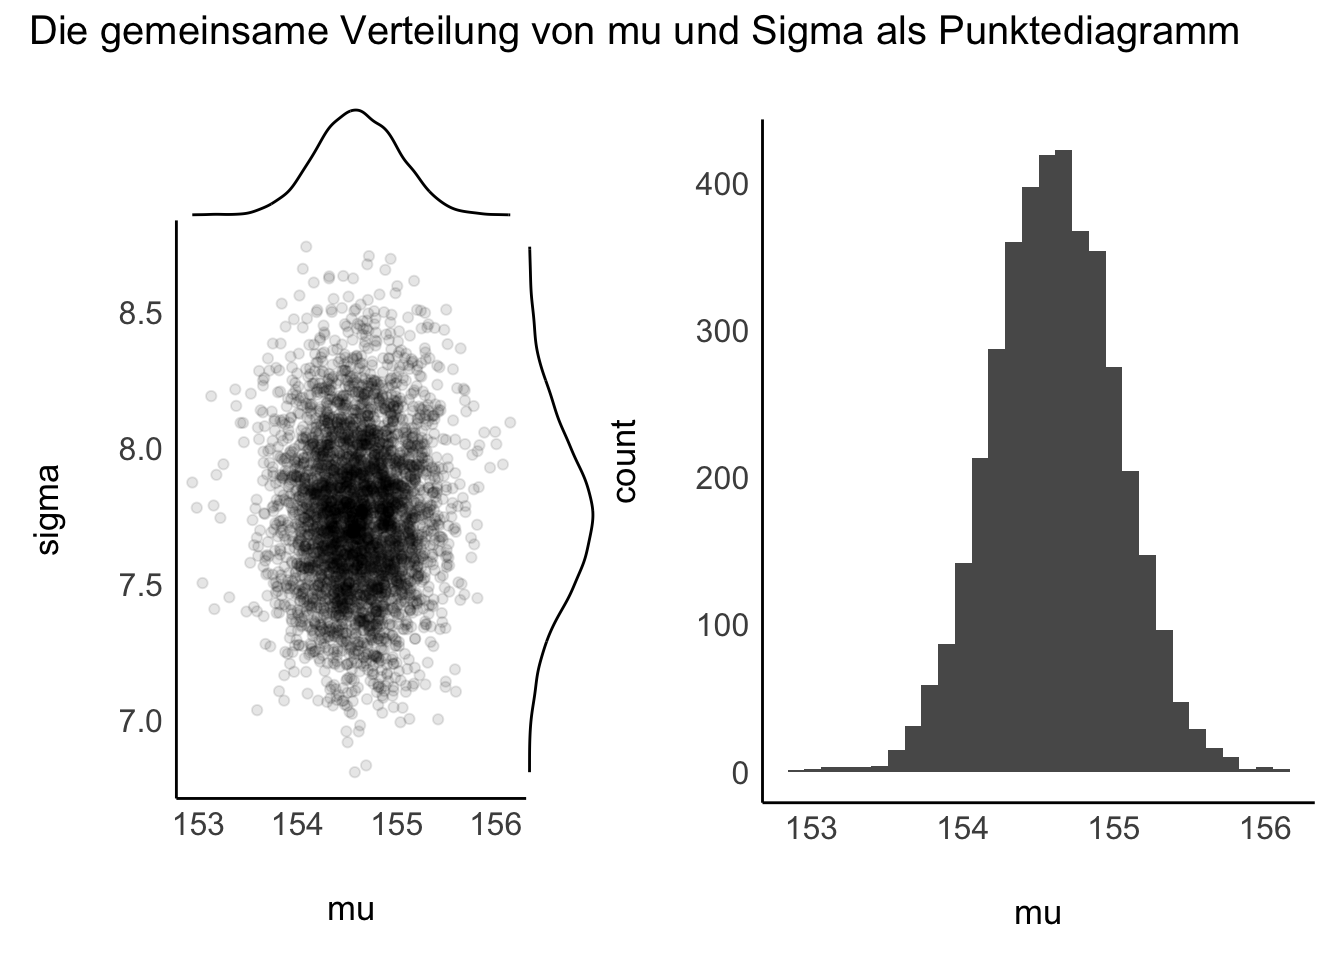 Die gemeinsame Verteilung von mu und Sigma als Punktediagramm
sigma
8.5
8.0
7.5
7.0
153 154 155 156
mu
count
400
300
200
100
0
153 154 155 156
mu